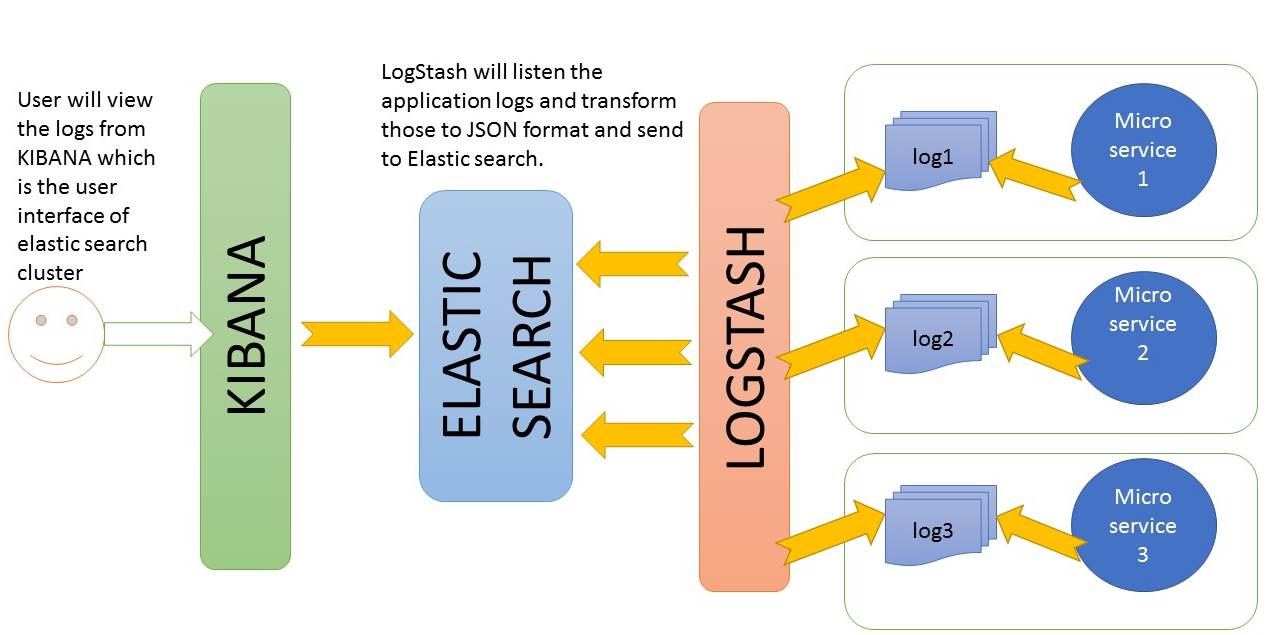 User will view
the logs from
KIBANA which
is the user
interface of
elastic search
cluster
KIBANA
LogStash will listen the
application logs and transform
those to JSON format and send
to Elastic search.
ELASTIC
SEARCH
LOGSTASH
log1
Micro
service
1
log2
Micro
service
2
log3
Micro
service
3